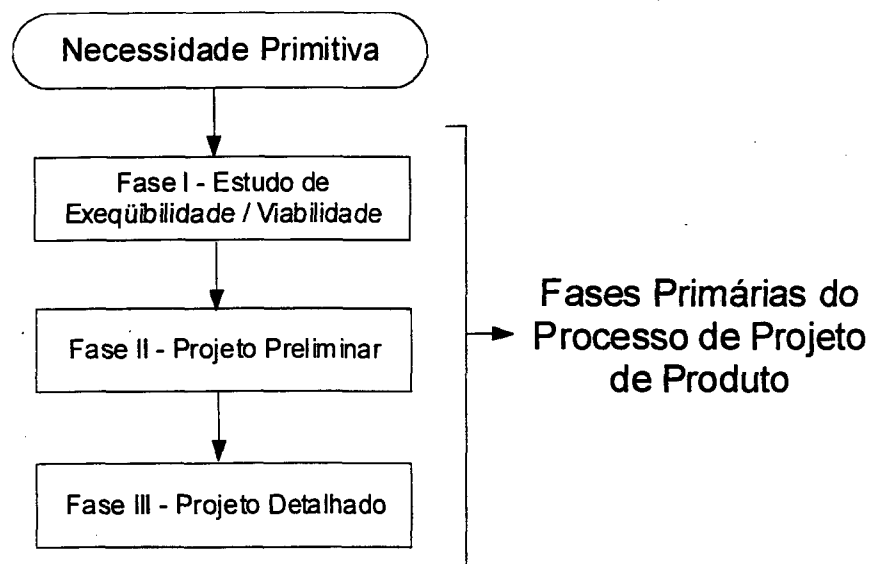 Necessidade Primitiva
Fase I - Estudo de
Exeqüibilidade / Viabilidade
Fase II - Projeto Preliminar
Fase III - Projeto Detalhado
Fases Primárias do
Processo de Projeto
de Produto